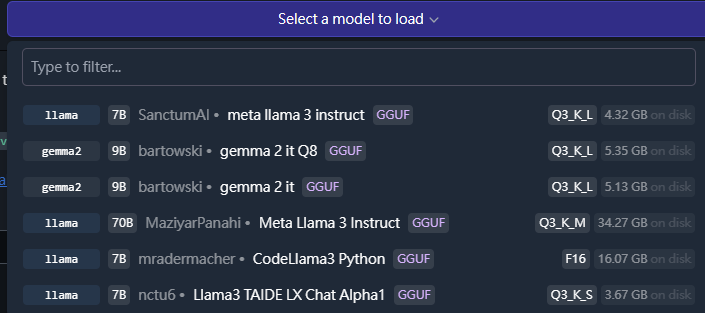 Select a model to load
t
Type to filter...
llama 7B SanctumAI • meta llama 3 instruct GGUF Q3_K_L 4.32 GB on disk
v
gemma2 9B bartowski • gemma 2 it Q8 GGUF Q3_K_L 5.35 GB on disk
a
gemma2 9B bartowski • gemma 2 it GGUF Q3_K_L 5.13 GB on disk
llama 70B MaziyarPanahi • Meta Llama 3 Instruct GGUF Q3_K_M 34.27 GB on disk
llama 7B mradermacher • CodeLlama3 Python GGUF F16 16.07 GB on disk
llama 7B nctu6 • Llama3 TAIDE LX Chat Alpha1 GGUF Q3_K_S 3.67 GB on disk